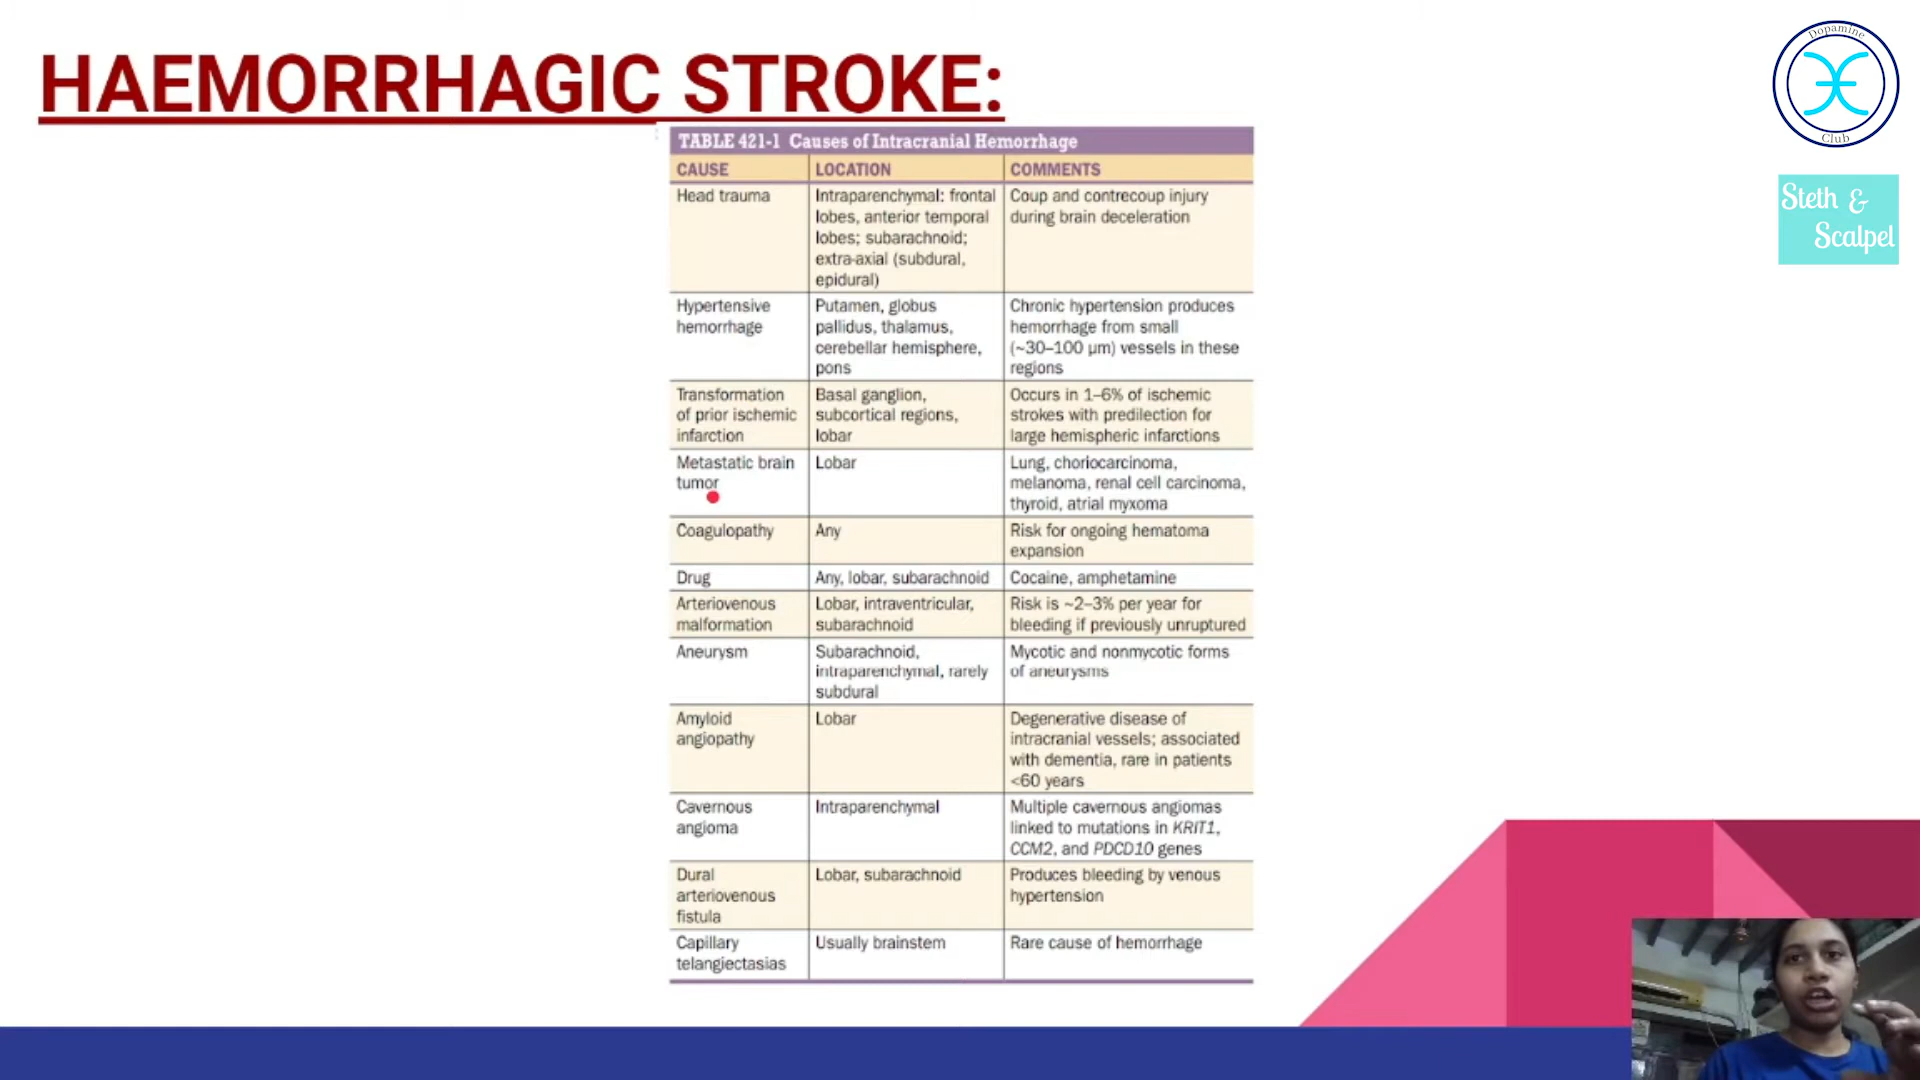 HAEMORRHAGIC STROKE:
Dopamine
Club
Steth &
Scalpel
TABLE 421-1 Causes of Intracranial Hemorrhage
CAUSE LOCATION COMMENTS
Head trauma Intraparenchymal: frontal Coup and contrecoup injury
lobes, anterior temporal during brain deceleration
lobes; subarachnoid;
extra-axial (subdural,
epidural)
Hypertensive Putamen, globus Chronic hypertension produces
hemorrhage pallidus, thalamus, hemorrhage from small
cerebellar hemisphere, (~30–100 μm) vessels in these
pons regions
Transformation Basal ganglion, Occurs in 1–6% of ischemic
of prior ischemic subcortical regions, strokes with predilection for
infarction lobar large hemispheric infarctions
Metastatic brain Lobar Lung, choriocarcinoma,
tumor melanoma, renal cell carcinoma,
thyroid, atrial myxoma
Coagulopathy Any Risk for ongoing hematoma
expansion
Drug Any, lobar, subarachnoid Cocaine, amphetamine
Arteriovenous Lobar, intraventricular, Risk is ~2–3% per year for
malformation subarachnoid bleeding if previously unruptured
Aneurysm Subarachnoid, Mycotic and nonmycotic forms
intraparenchymal, rarely of aneurysms
subdural
Amyloid Lobar Degenerative disease of
angiopathy intracranial vessels; associated
with dementia, rare in patients
<60 years
Cavernous Intraparenchymal Multiple cavernous angiomas
angioma linked to mutations in KRIT1,
CCM2, and PDCD10 genes
Dural Lobar, subarachnoid Produces bleeding by venous
arteriovenous hypertension
fistula
Capillary Usually brainstem Rare cause of hemorrhage
telangiectasias